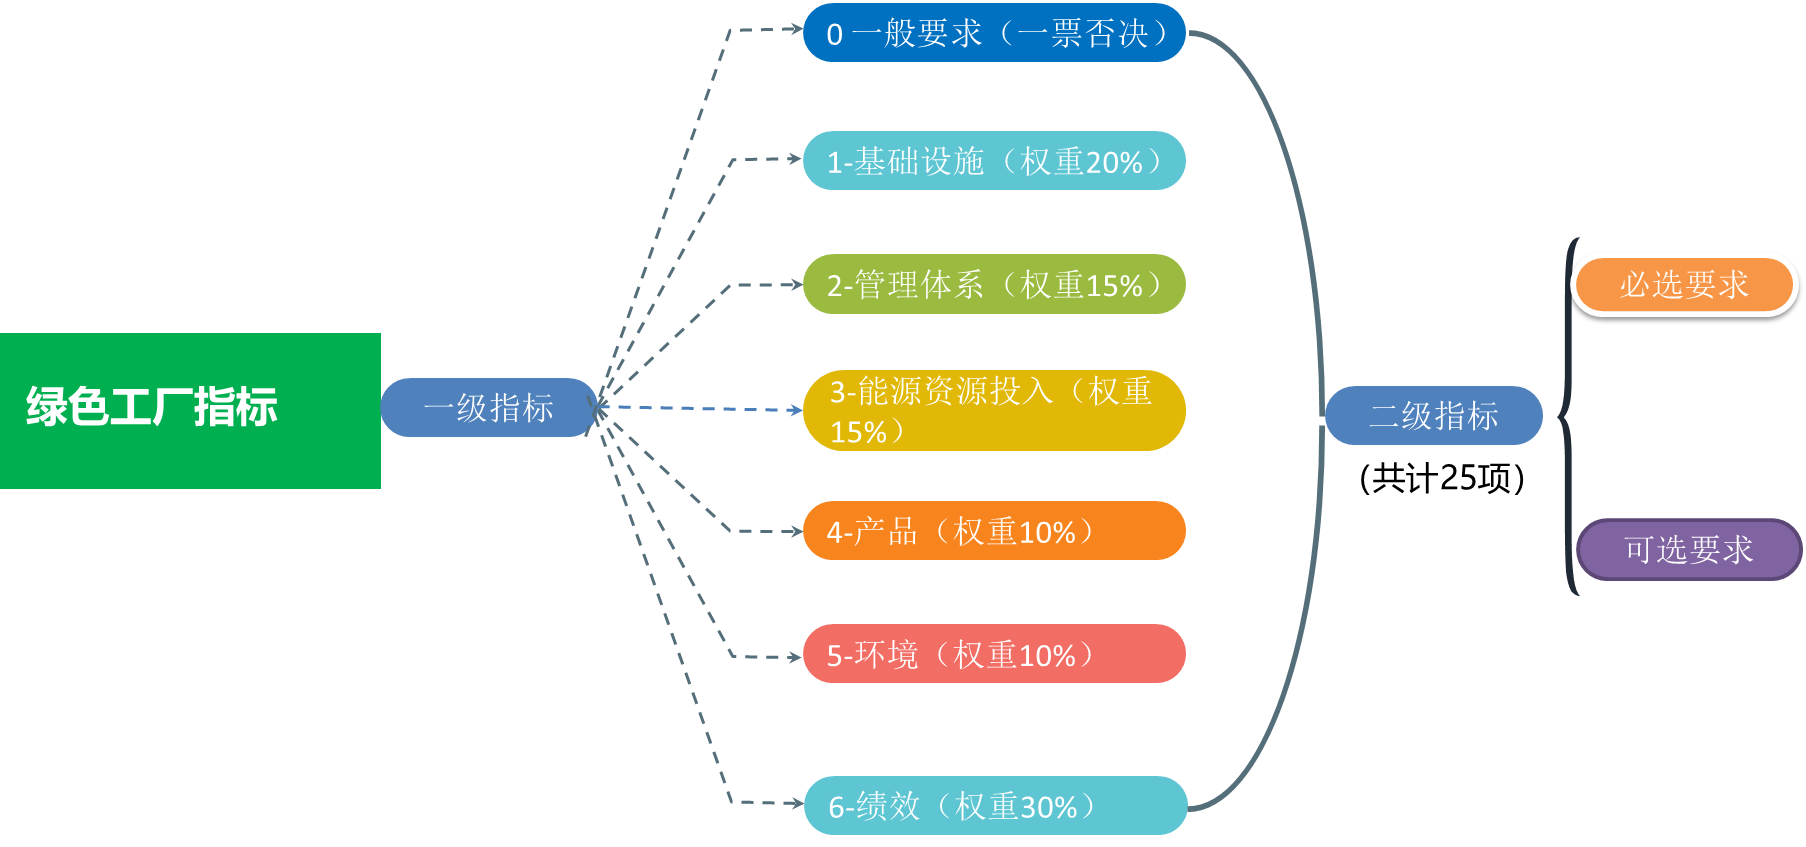 绿色工厂指标
一级指标
0 一般要求（一票否决）
1-基础设施（权重20%）
2-管理体系（权重15%）
3-能源资源投入（权重
15%）
4-产品（权重10%）
5-环境（权重10%）
6-绩效（权重30%）
二级指标
(共计25项)
必选要求
可选要求